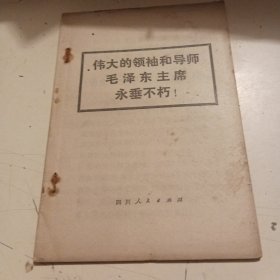 伟大的领袖和导师
毛泽东主席
永垂不朽！
四川人民出版社